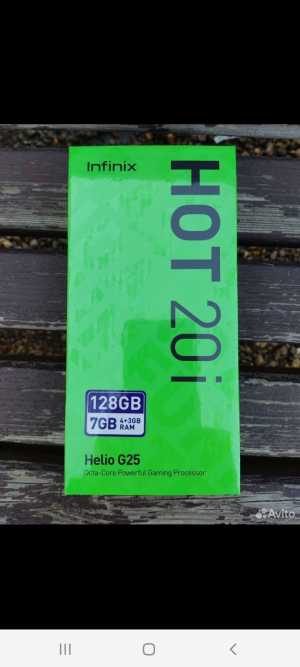 Infinix
HOT 20i
128GB
7GB 4+3GB
RAM
Helio G25
Octa-Core Powerful Gaming Processor
Avito